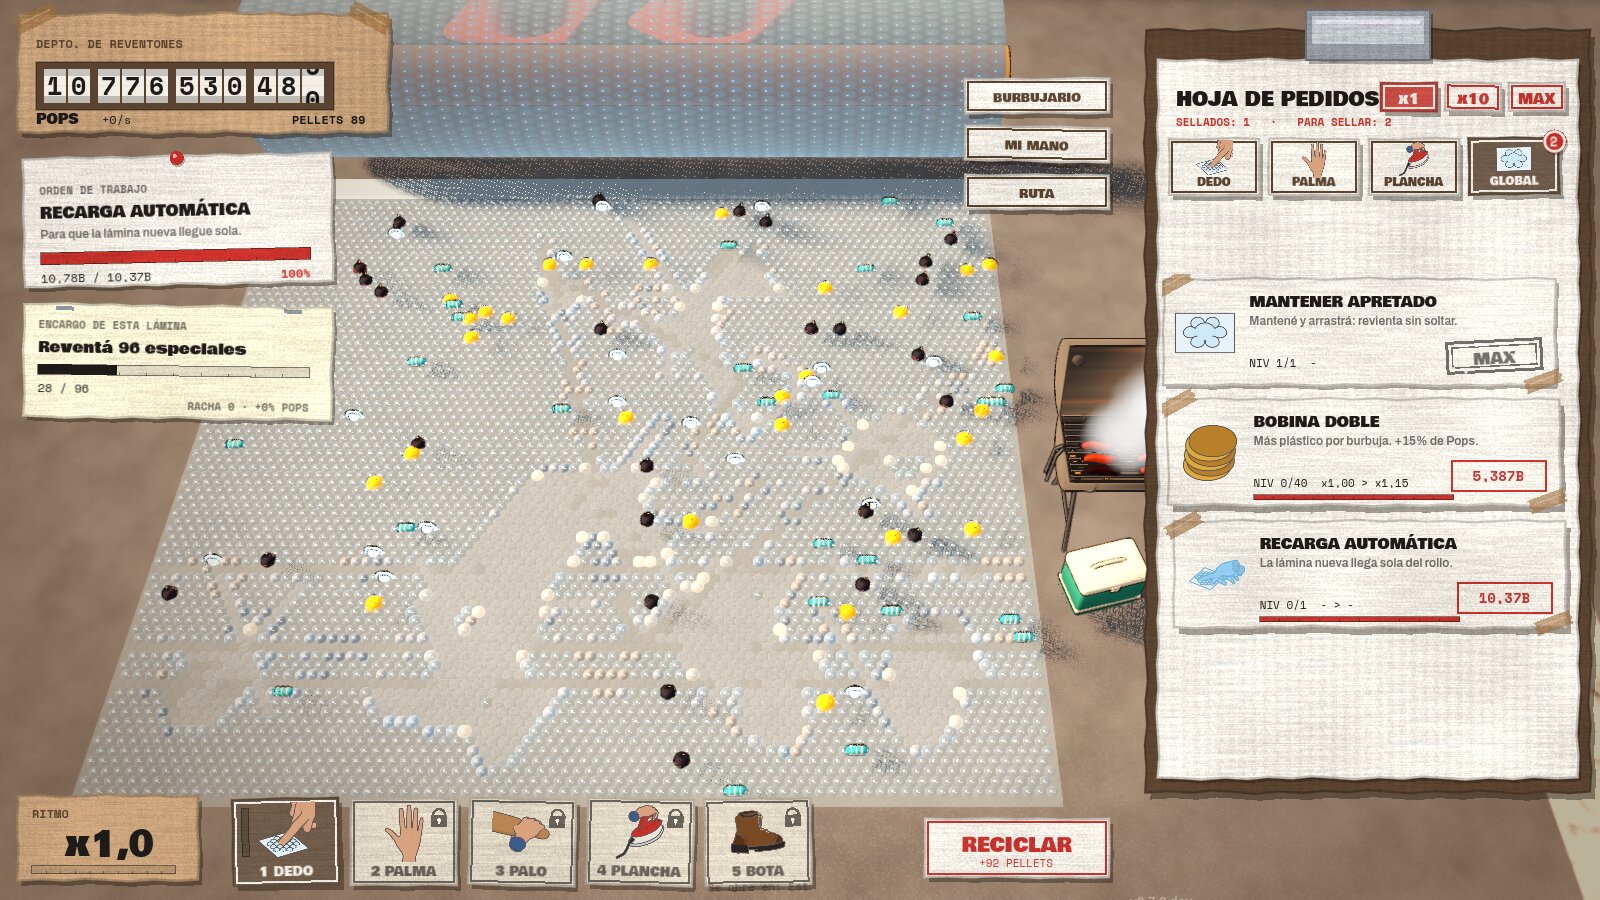 DEPTO. DE REVENTONES
10 776 530 48
POPS +0/s PELLETS 89
ORDEN DE TRABAJO
RECARGA AUTOMÁTICA
Para que la lámina nueva llegue sola.
10,78B / 10,37B 100%
ENCARGO DE ESTA LÁMINA
Reventá 96 especiales
28 / 96
RACHA 0 - +0% POPS
BURBUJARIO
MI MANO
RUTA
HOJA DE PEDIDOS x1 x10 MAX
SELLADOS: 1 · PARA SELLAR: 2
DEDO PALMA PLANCHA GLOBAL 2
MANTENER APRETADO
Mantené y arrastrá: revienta sin soltar.
NIV 1/1 - MAX
BOBINA DOBLE
Más plástico por burbuja. +15% de Pops.
NIV 0/40 x1,00 > x1,15 5,387B
RECARGA AUTOMÁTICA
La lámina nueva llega sola del rollo.
NIV 0/1 - > - 10,37B
RITMO
x1,0
1 DEDO 2 PALMA 3 PALO 4 PLANCHA 5 BOTA
RECICLAR
+92 PELLETS